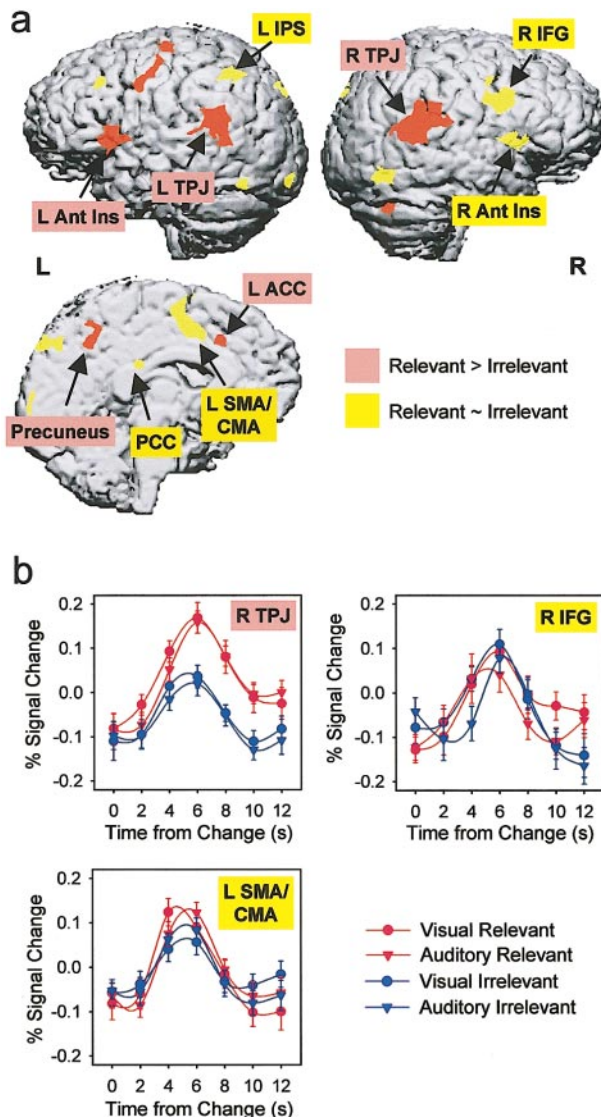 a
L IPS
R IFG
R TPJ
L Ant Ins
L TPJ
R Ant Ins
L
R
L ACC
Precuneus
PCC
L SMA/
CMA
Relevant > Irrelevant
Relevant ~ Irrelevant
b
R TPJ
0.2
0.1
0.0
-0.1
-0.2
% Signal Change
0 2 4 6 8 10 12
Time from Change (s)
R IFG
0.2
0.1
0.0
-0.1
-0.2
% Signal Change
0 2 4 6 8 10 12
Time from Change (s)
L SMA/
CMA
0.2
0.1
0.0
-0.1
-0.2
% Signal Change
0 2 4 6 8 10 12
Time from Change (s)
Visual Relevant
Auditory Relevant
Visual Irrelevant
Auditory Irrelevant